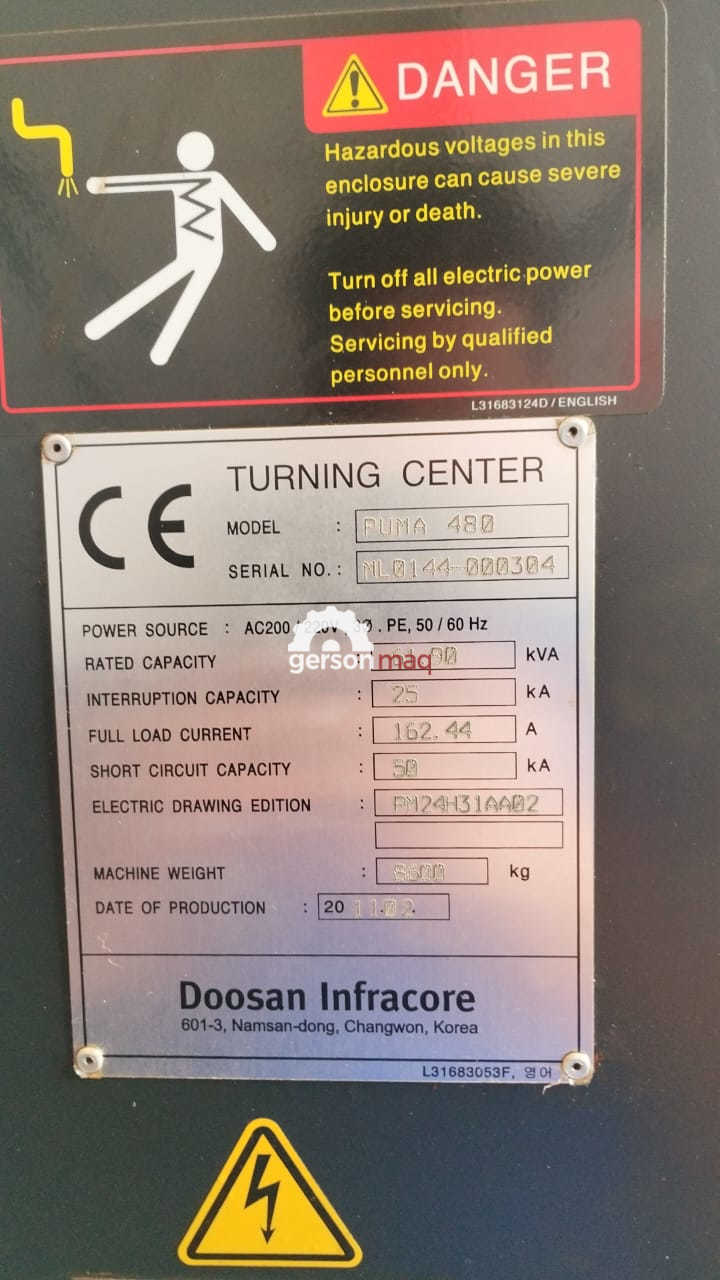 DANGER
Hazardous voltages in this
enclosure can cause severe
injury or death.
Turn off all electric power
before servicing.
Servicing by qualified
personnel only.
L31683124D / ENGLISH
CE
TURNING CENTER
MODEL : PUMA 480
SERIAL NO. : ML0144-000304
POWER SOURCE : AC200 / 220V , 3Ø . PE, 50 / 60 Hz
gersonmaq
RATED CAPACITY : 61.90 kVA
INTERRUPTION CAPACITY : 25 kA
FULL LOAD CURRENT : 162.44 A
SHORT CIRCUIT CAPACITY : 50 kA
ELECTRIC DRAWING EDITION : PM24H31AA02
MACHINE WEIGHT : 8600 kg
DATE OF PRODUCTION : 20 11.02.
Doosan Infracore
601-3, Namsan-dong, Changwon, Korea
L31683053F, 영어